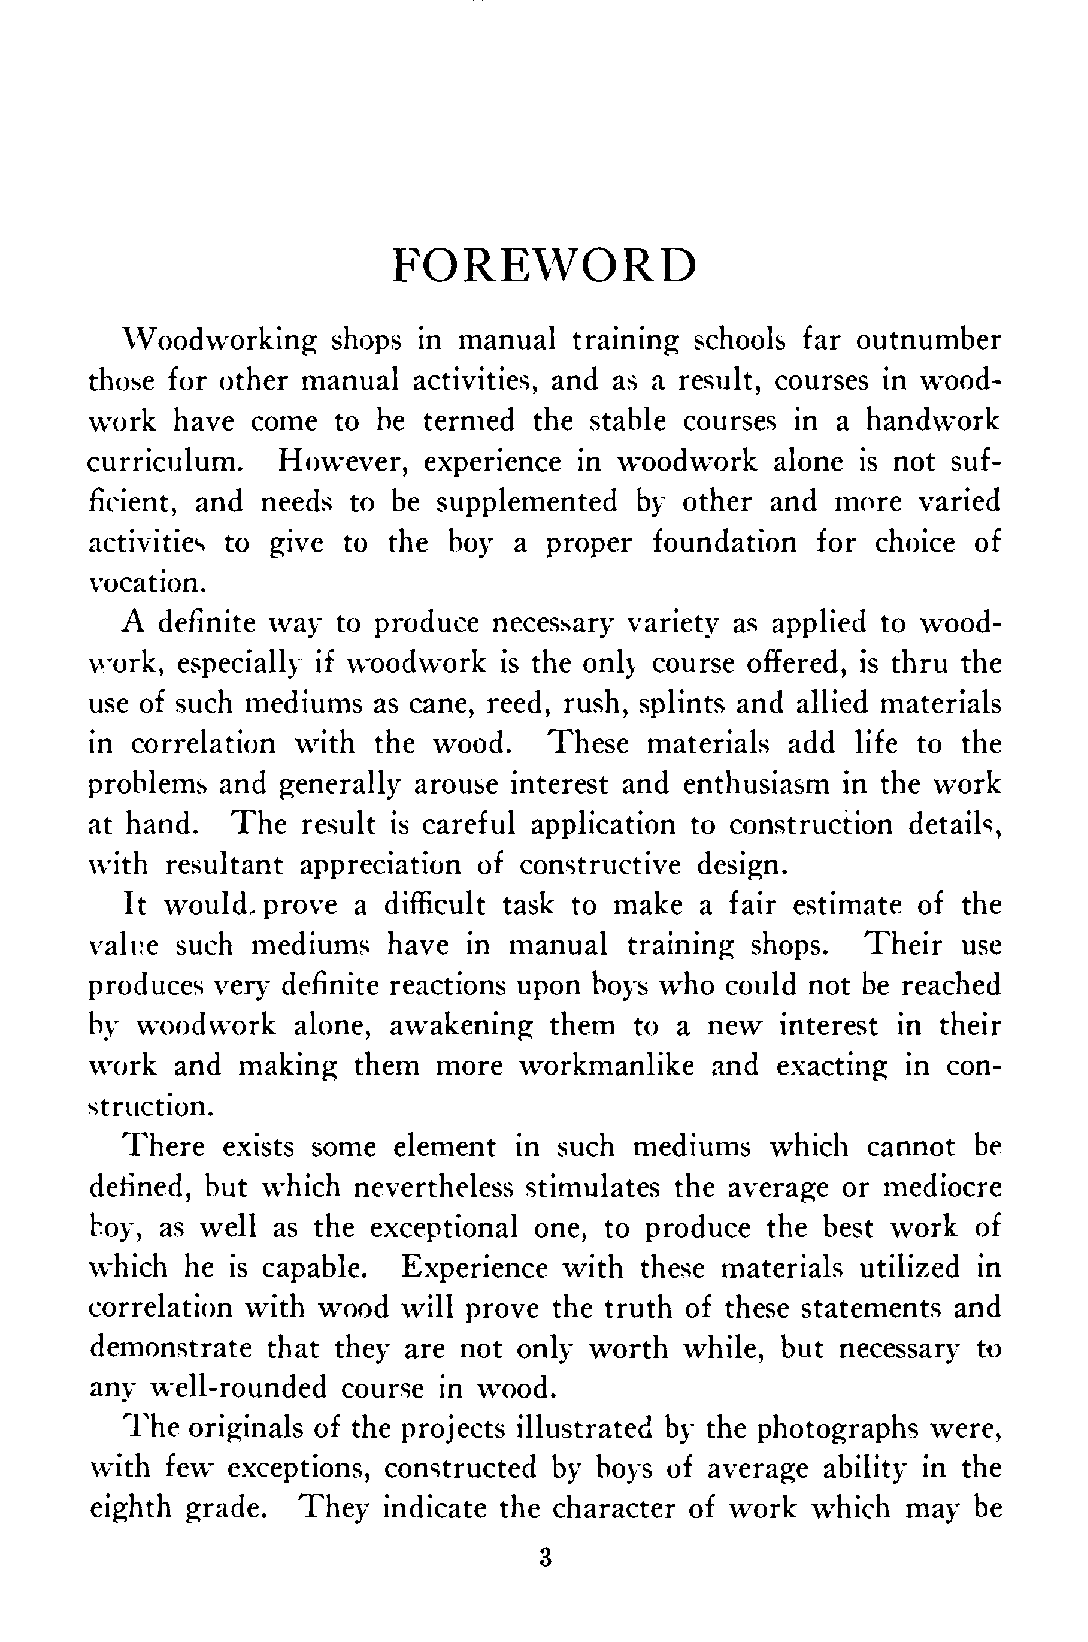 FOREWORD
Woodworking shops in manual training schools far outnumber
those for other manual activities, and as a result, courses in wood-
work have come to be termed the stable courses in a handwork
curriculum. However, experience in woodwork alone is not suf-
ficient, and needs to be supplemented by other and more varied
activities to give to the boy a proper foundation for choice of
vocation.
A definite way to produce necessary variety as applied to wood-
work, especially if woodwork is the only course offered, is thru the
use of such mediums as cane, reed, rush, splints and allied materials
in correlation with the wood. These materials add life to the
problems and generally arouse interest and enthusiasm in the work
at hand. The result is careful application to construction details,
with resultant appreciation of constructive design.
It would prove a difficult task to make a fair estimate of the
value such mediums have in manual training shops. Their use
produces very definite reactions upon boys who could not be reached
by woodwork alone, awakening them to a new interest in their
work and making them more workmanlike and exacting in con-
struction.
There exists some element in such mediums which cannot be
defined, but which nevertheless stimulates the average or mediocre
boy, as well as the exceptional one, to produce the best work of
which he is capable. Experience with these materials utilized in
correlation with wood will prove the truth of these statements and
demonstrate that they are not only worth while, but necessary to
any well-rounded course in wood.
The originals of the projects illustrated by the photographs were,
with few exceptions, constructed by boys of average ability in the
eighth grade. They indicate the character of work which may be
3